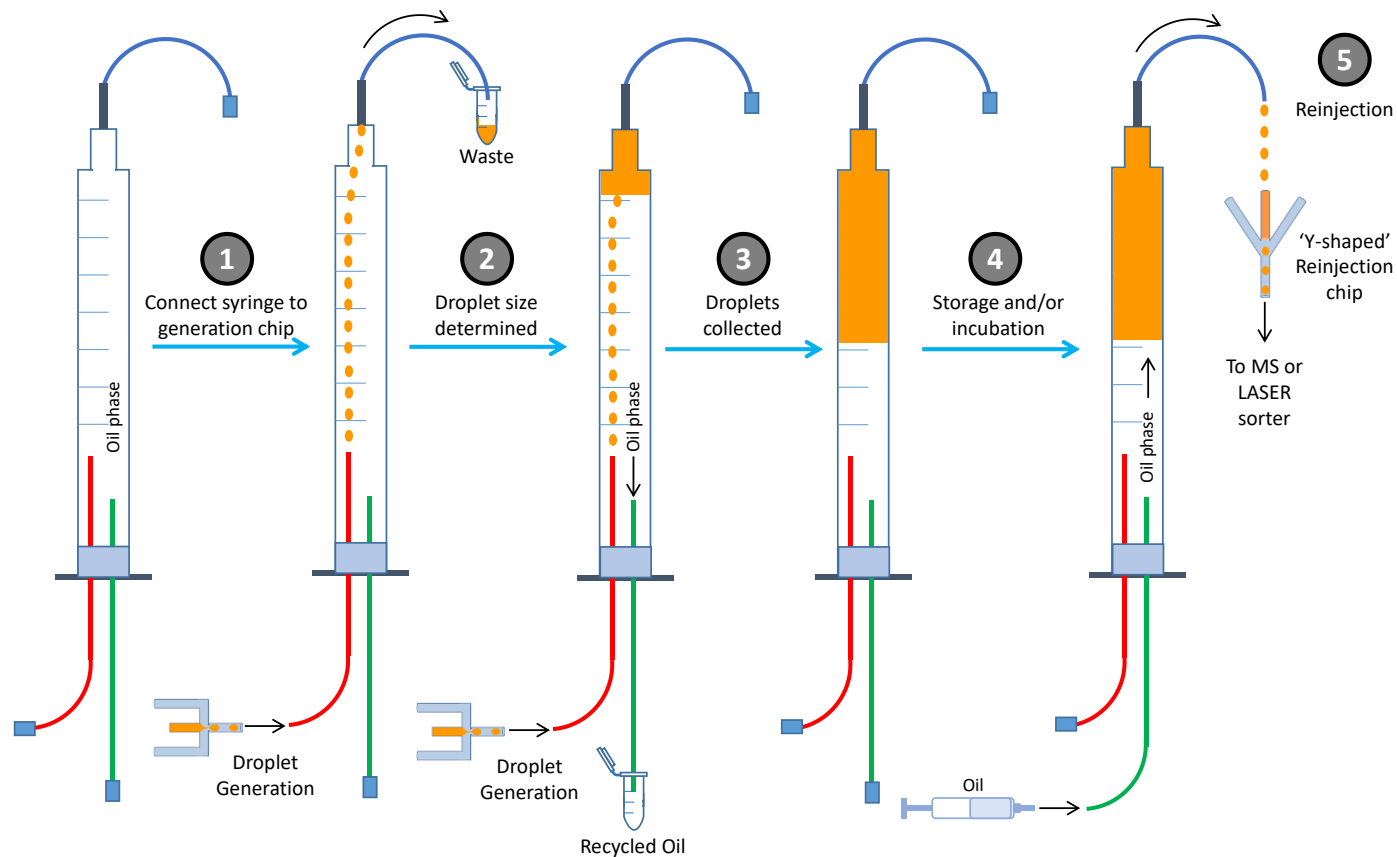 1
Connect syringe to
generation chip
Oil phase
Droplet
Generation
Waste
2
Droplet size
determined
Droplet
Generation
Oil phase
Recycled Oil
3
Droplets
collected
4
Storage and/or
incubation
Oil phase
Oil
5
Reinjection
‘Y-shaped’
Reinjection
chip
To MS or
LASER
sorter